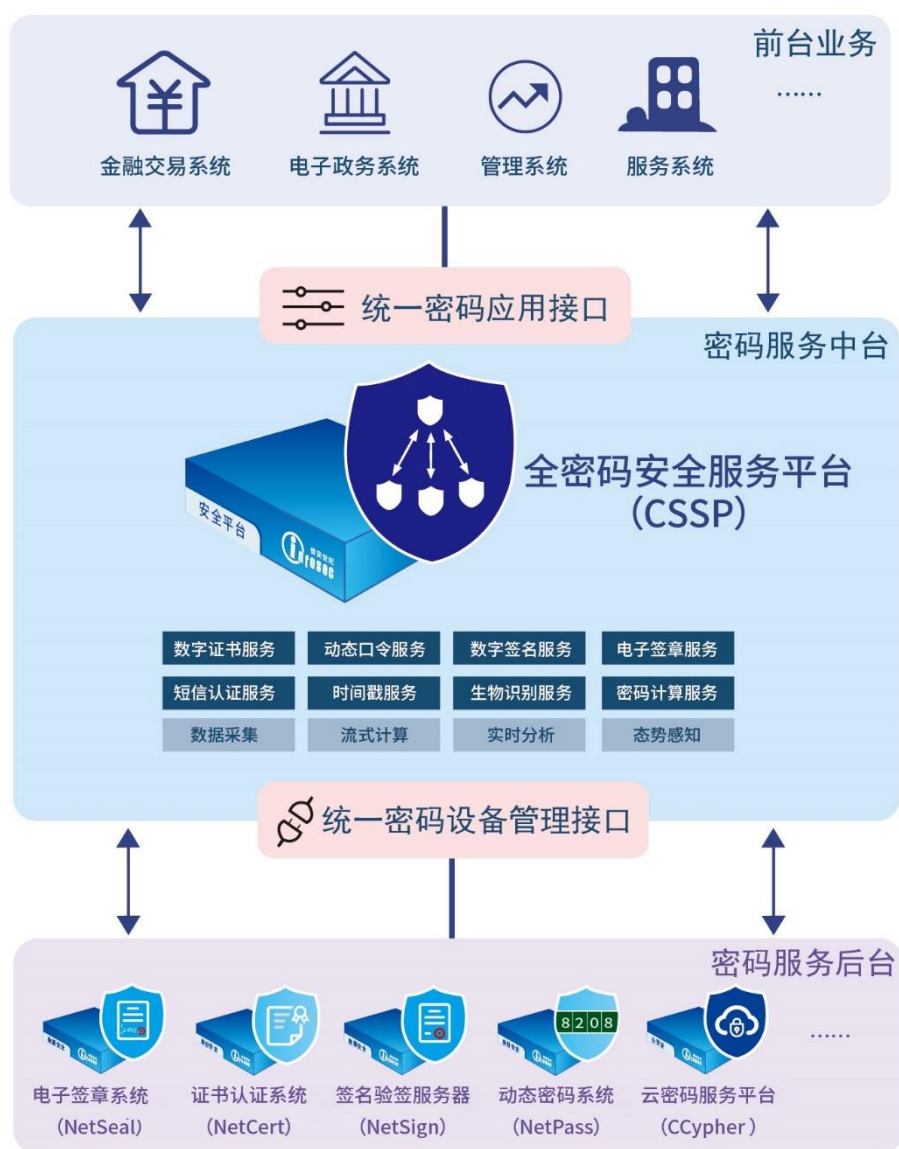 前台业务
……
金融交易系统
电子政务系统
管理系统
服务系统
统一密码应用接口
密码服务中台
全密码安全服务平台
（CSSP）
安全平台
信安世纪
infosec
数字证书服务
动态口令服务
数字签名服务
电子签章服务
短信认证服务
时间戳服务
生物识别服务
密码计算服务
数据采集
流式计算
实时分析
态势感知
统一密码设备管理接口
密码服务后台
8208
……
电子签章系统
（NetSeal）
证书认证系统
（NetCert）
签名验签服务器
（NetSign）
动态密码系统
（NetPass）
云密码服务平台
（CCypher）